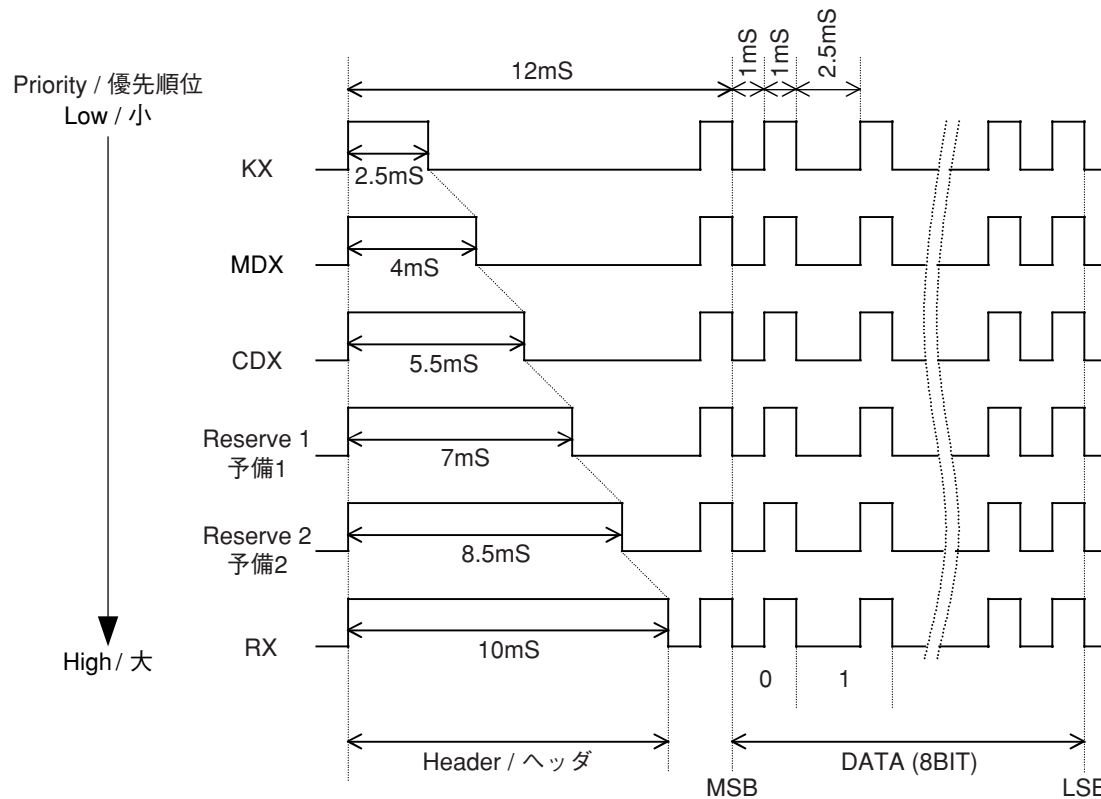 12mS
1mS
1mS
2.5mS
Priority / 優先順位
Low / 小
KX
2.5mS
MDX
4mS
CDX
5.5mS
Reserve 1
予備1
7mS
Reserve 2
予備2
8.5mS
RX
10mS
High / 大
0
1
Header / ヘッダ
DATA (8BIT)
MSB
LSB